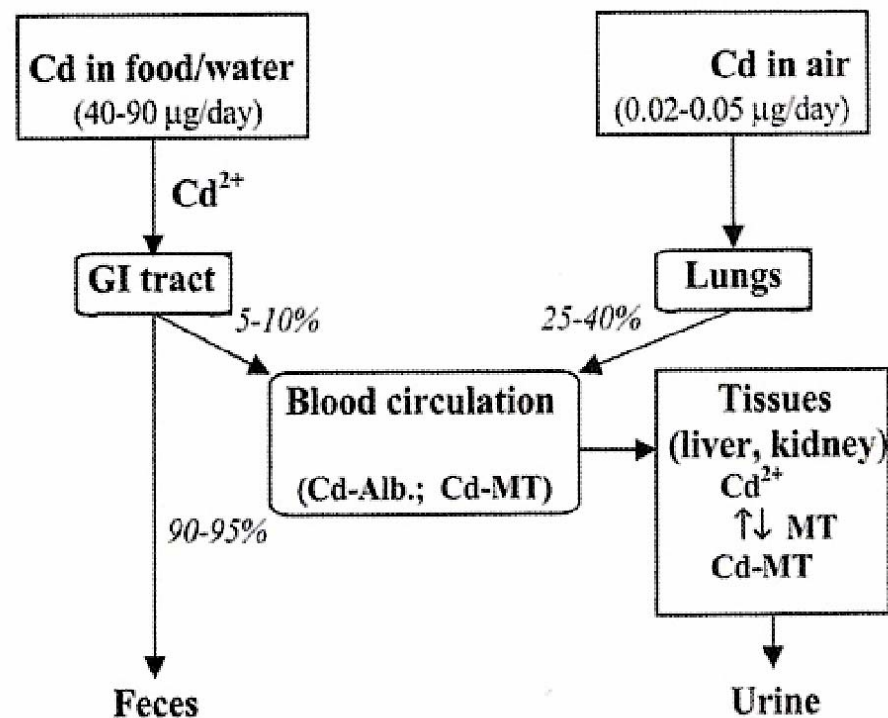 Cd in food/water
(40-90 µg/day)
Cd in air
(0.02-0.05 µg/day)
Cd²⁺
GI tract
Lungs
5-10%
25-40%
Blood circulation
(Cd-Alb.; Cd-MT)
Tissues
(liver, kidney)
Cd²⁺
↑↓ MT
Cd-MT
90-95%
Feces
Urine